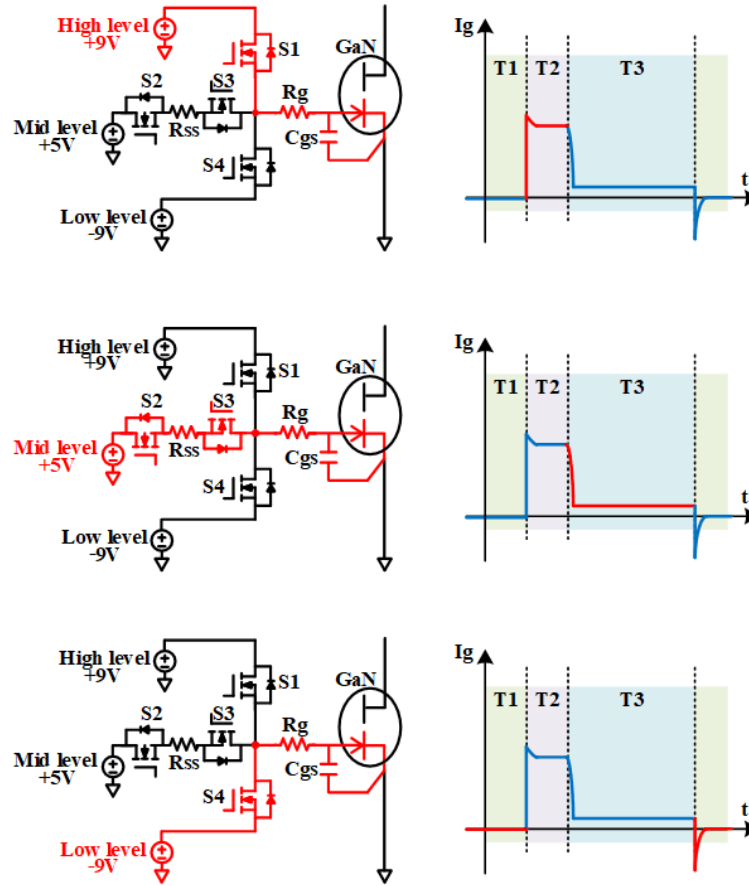 High level
+9V
S1
S2
S3
Rg
GaN
Mid level
+5V
Rss
Cgs
S4
Low level
-9V
Ig
T1 T2 T3
t
High level
+9V
S1
S2
S3
Rg
GaN
Mid level
+5V
Rss
Cgs
S4
Low level
-9V
Ig
T1 T2 T3
t
High level
+9V
S1
S2
S3
Rg
GaN
Mid level
+5V
Rss
Cgs
S4
Low level
-9V
Ig
T1 T2 T3
t